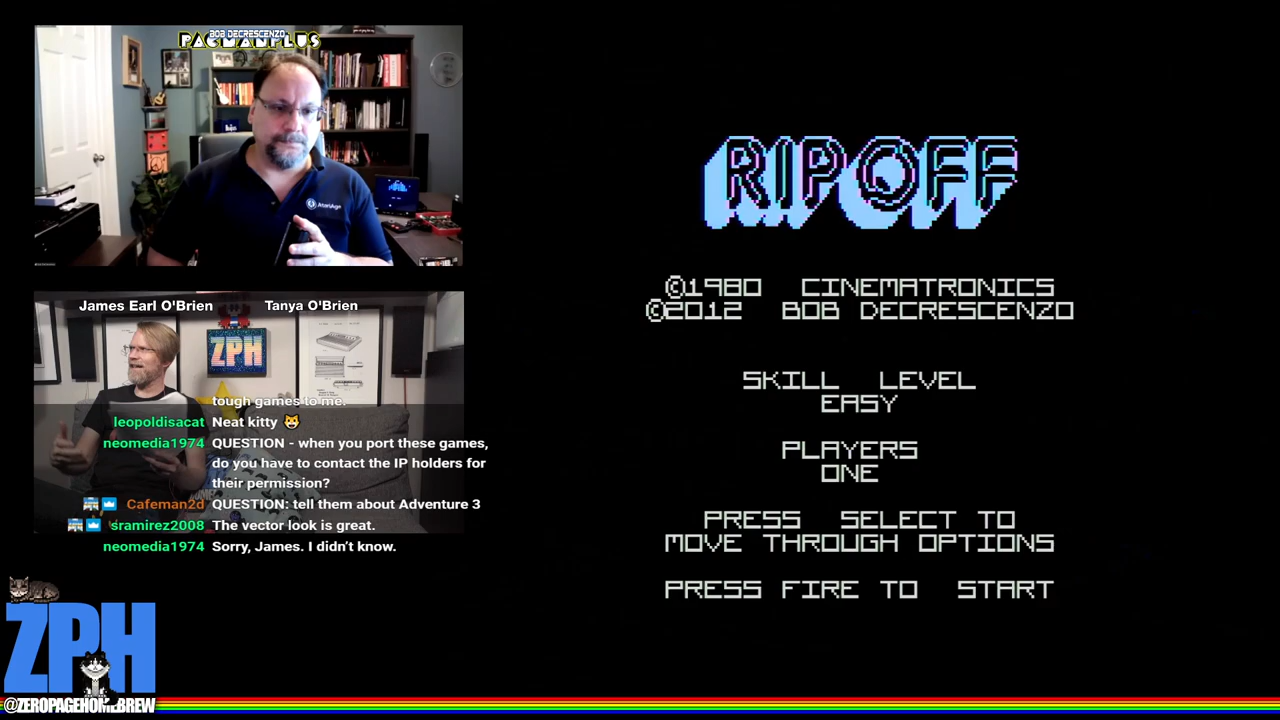 BOB DECRESCENZO
PACMANPLUS
AtariAge
James Earl O'Brien
Tanya O'Brien
ZPH
tough games to me.
leopoldisacat Neat kitty
neomedia1974 QUESTION - when you port these games,
do you have to contact the IP holders for
their permission?
Cafeman2d QUESTION: tell them about Adventure 3
sramirez2008 The vector look is great.
neomedia1974 Sorry, James. I didn't know.
ZPH
@ZEROPAGEHOMEBREW
RIPOFF
©1980 CINEMATRONICS
©2012 BOB DECRESCENZO
SKILL LEVEL
EASY
PLAYERS
ONE
PRESS SELECT TO
MOVE THROUGH OPTIONS
PRESS FIRE TO START